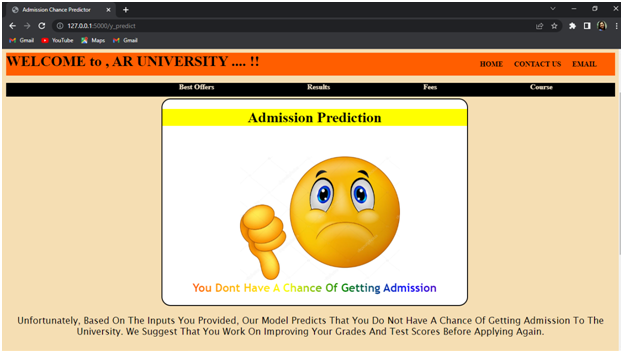 Admission Chance Predictor
127.0.0.1:5000/y_predict
Gmail YouTube Maps Gmail
WELCOME to , AR UNIVERSITY .... !!
HOME CONTACT US EMAIL
Best Offers Results Fees Course
Admission Prediction
You Dont Have A Chance Of Getting Admission
Unfortunately, Based On The Inputs You Provided, Our Model Predicts That You Do Not Have A Chance Of Getting Admission To The
University. We Suggest That You Work On Improving Your Grades And Test Scores Before Applying Again.